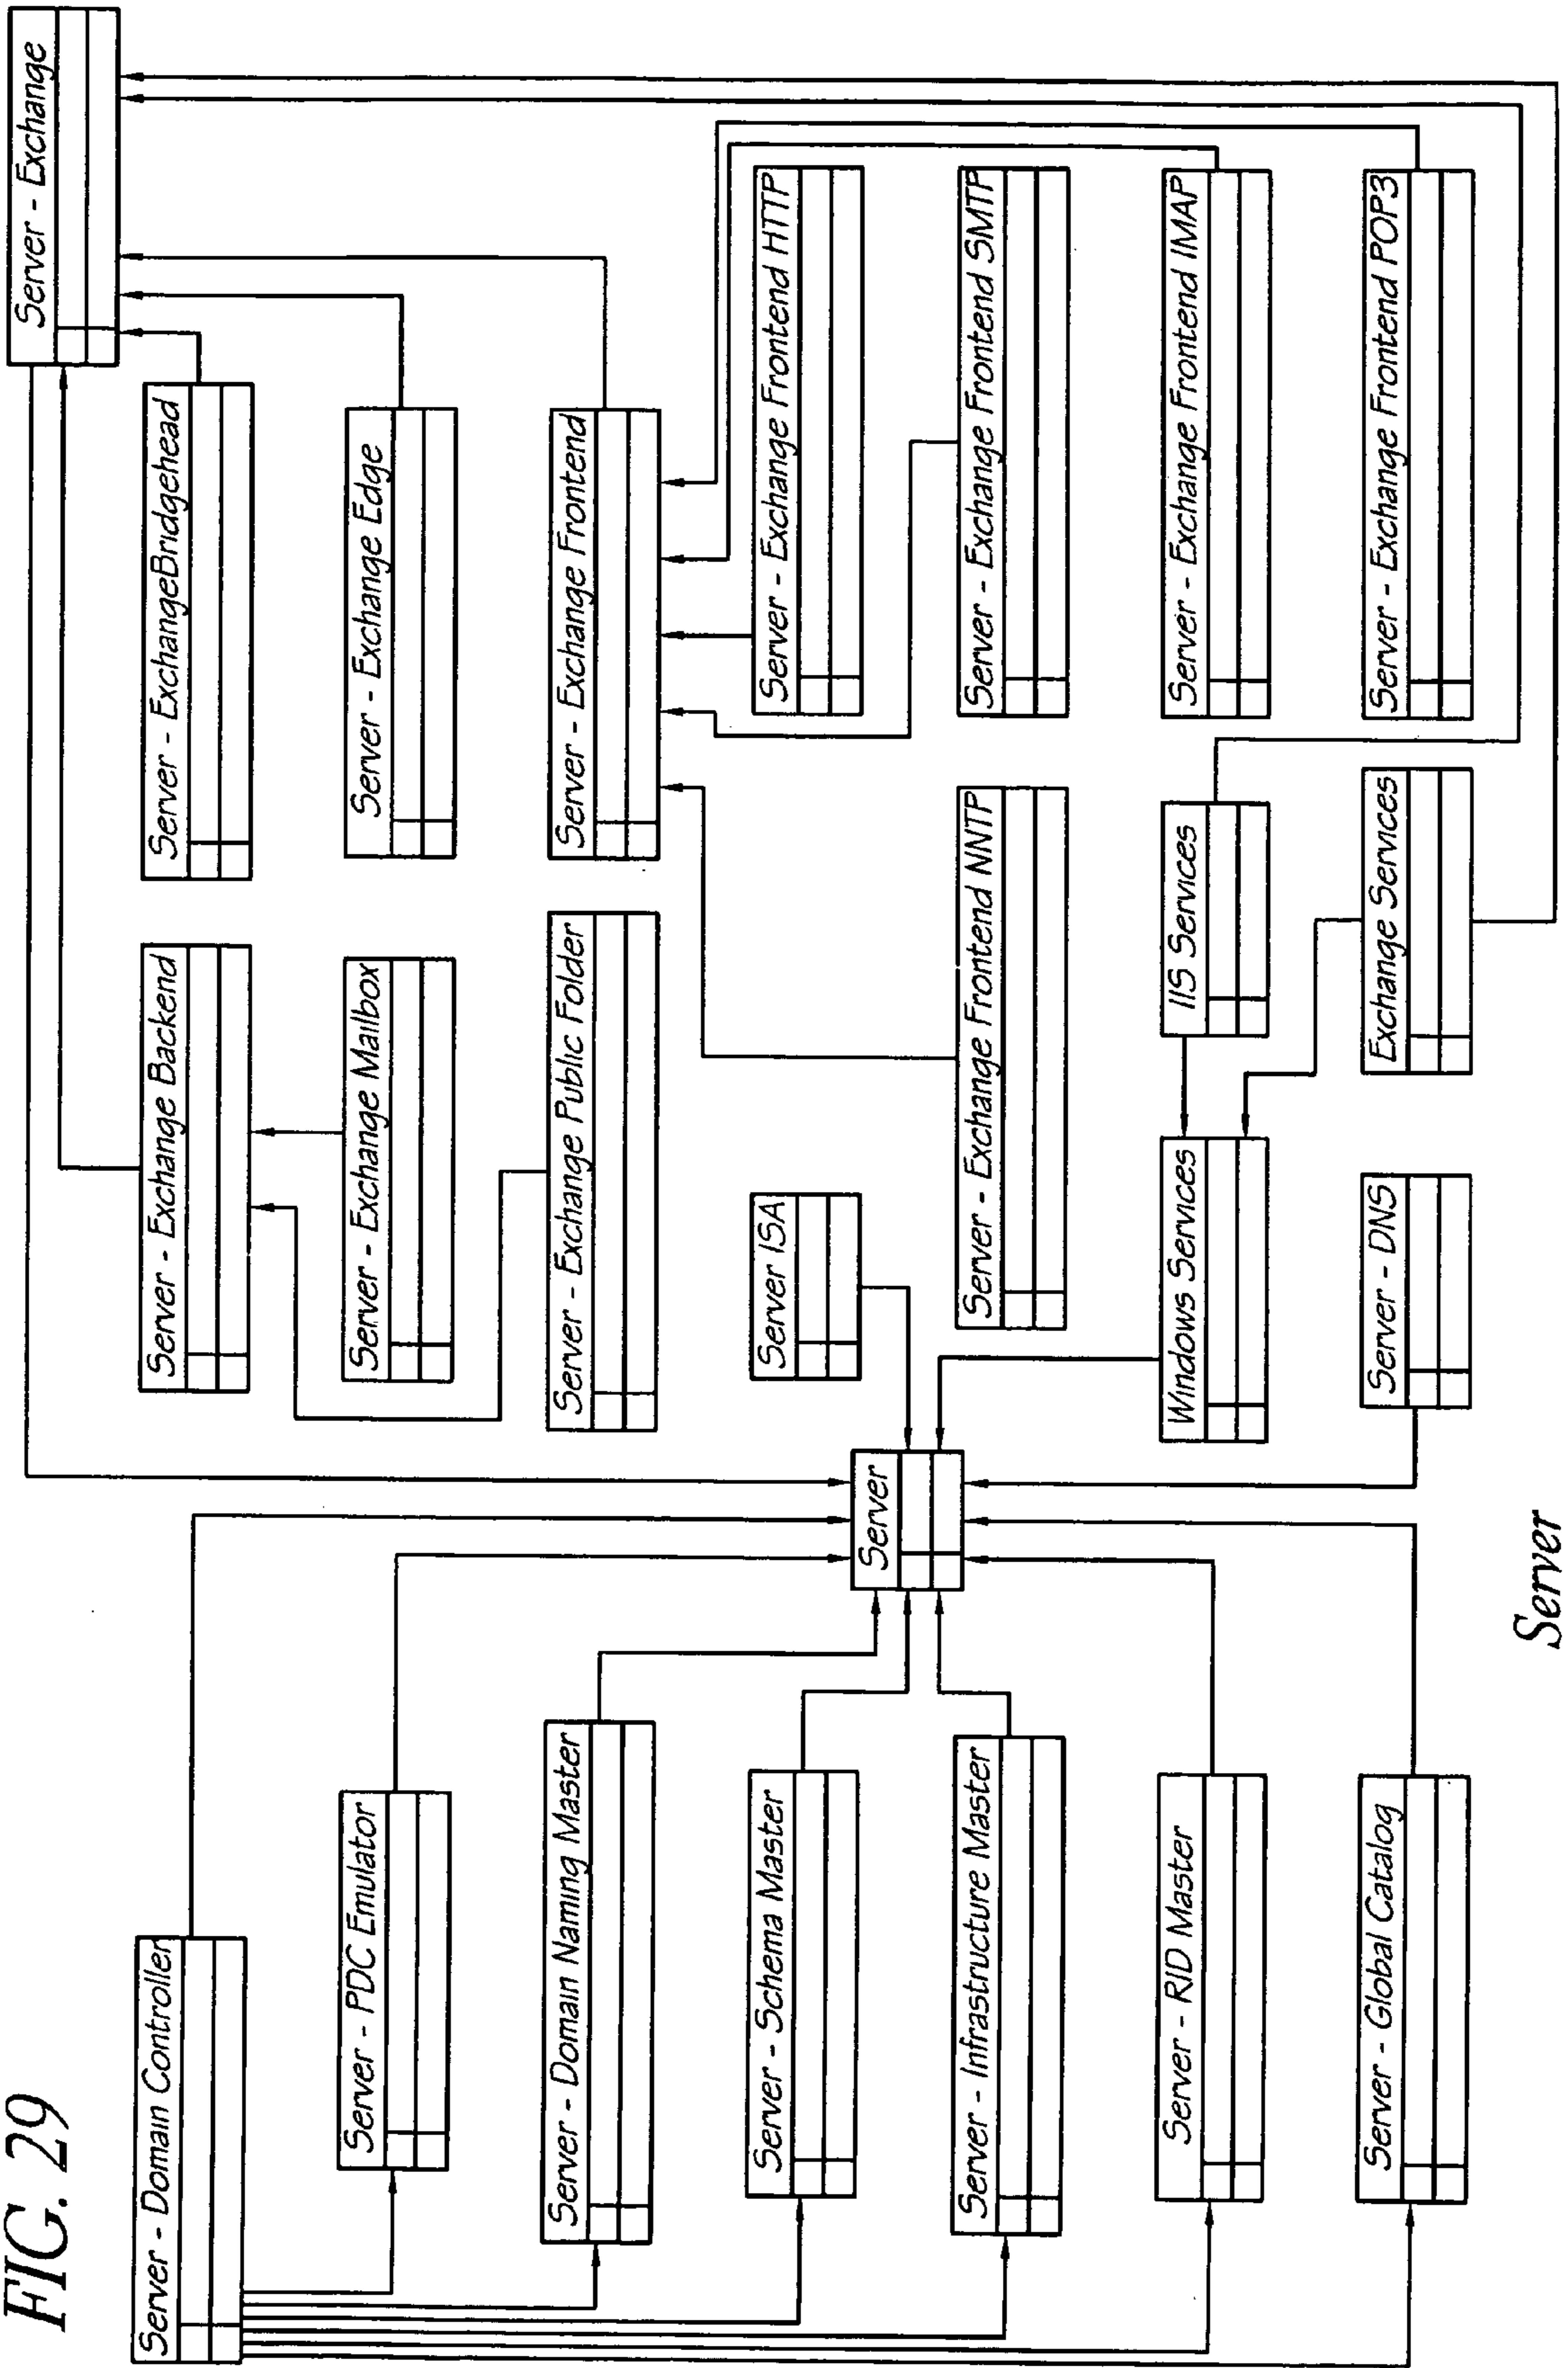 FIG. 29
Server - Domain Controller
Server - PDC Emulator
Server - Domain Naming Master
Server - Schema Master
Server - Infrastructure Master
Server - RID Master
Server - Global Catalog
Server
Server - Exchange Backend
Server - Exchange Mailbox
Server - Exchange Public Folder
Server ISA
Server - Exchange Frontend NNTP
Windows Services
Server - DNS
IIS Services
Exchange Services
Server - ExchangeBridgehead
Server - Exchange Edge
Server - Exchange Frontend
Server - Exchange Frontend HTTP
Server - Exchange Frontend SMTP
Server - Exchange Frontend IMAP
Server - Exchange Frontend POP3
Server - Exchange
Server